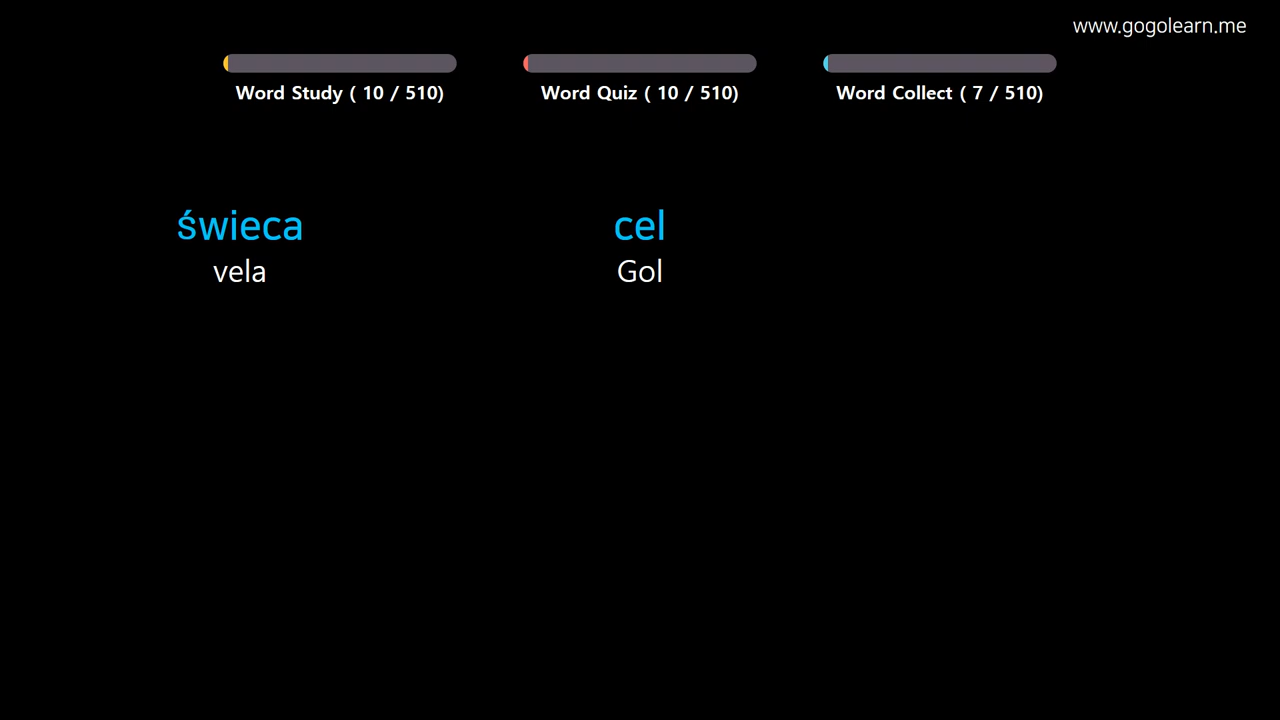 www.gogolearn.me
Word Study ( 10 / 510)
Word Quiz ( 10 / 510)
Word Collect ( 7 / 510)
świeca
cel
vela
Gol